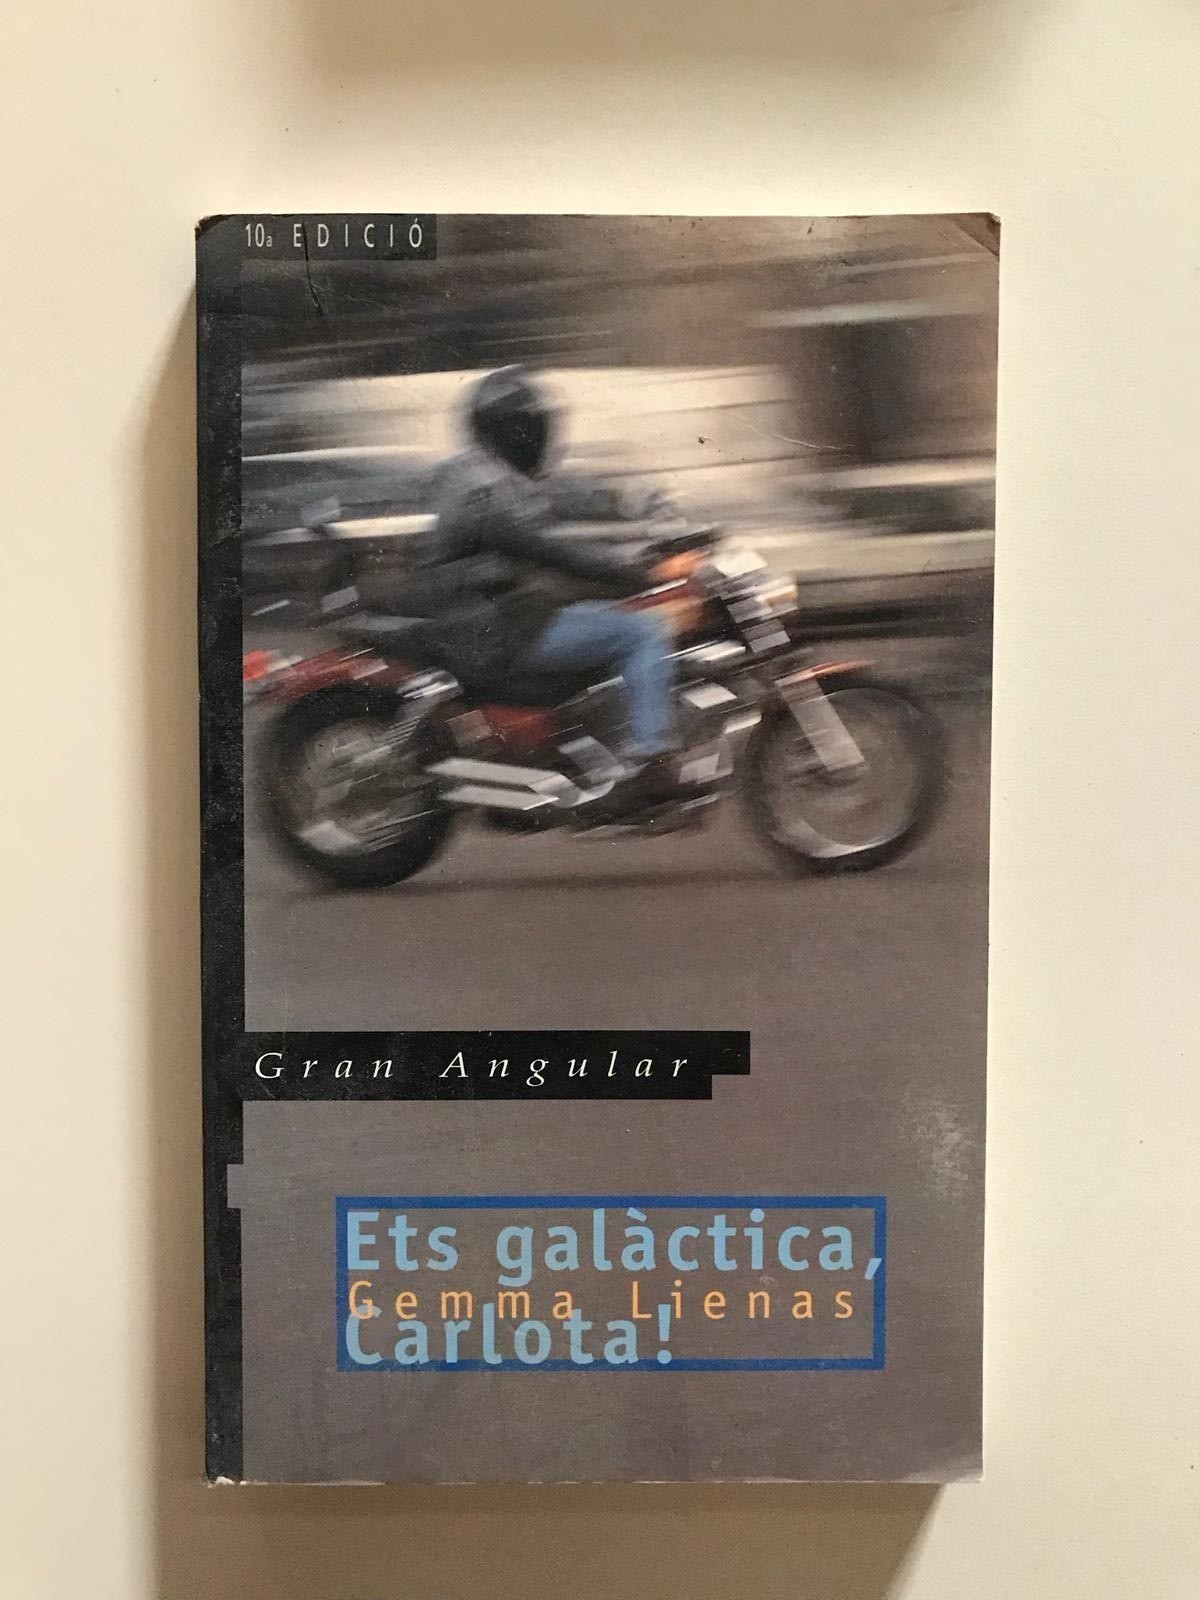 10a EDICIÓ
Gran Angular
Ets galàctica,
Gemma Lienas
Carlota!